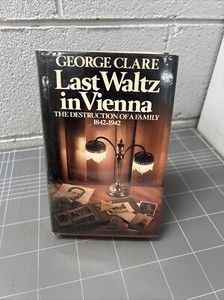 GEORGE CLARE
Last Waltz
in Vienna
THE DESTRUCTION OF A FAMILY
1842-1942